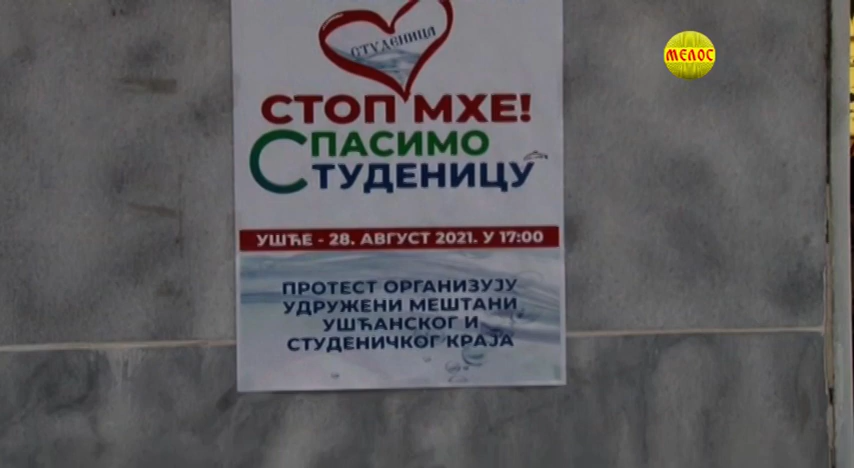 СТУДЕНИЦА
МЕЛОС
СТОП МХЕ!
СПАСИМО
СТУДЕНИЦУ
УШЋЕ - 28. АВГУСТ 2021. У 17:00
ПРОТЕСТ ОРГАНИЗУЈУ
УДРУЖЕНИ МЕШТАНИ
УШЋАНСКОГ И
СТУДЕНИЧКОГ КРАЈА